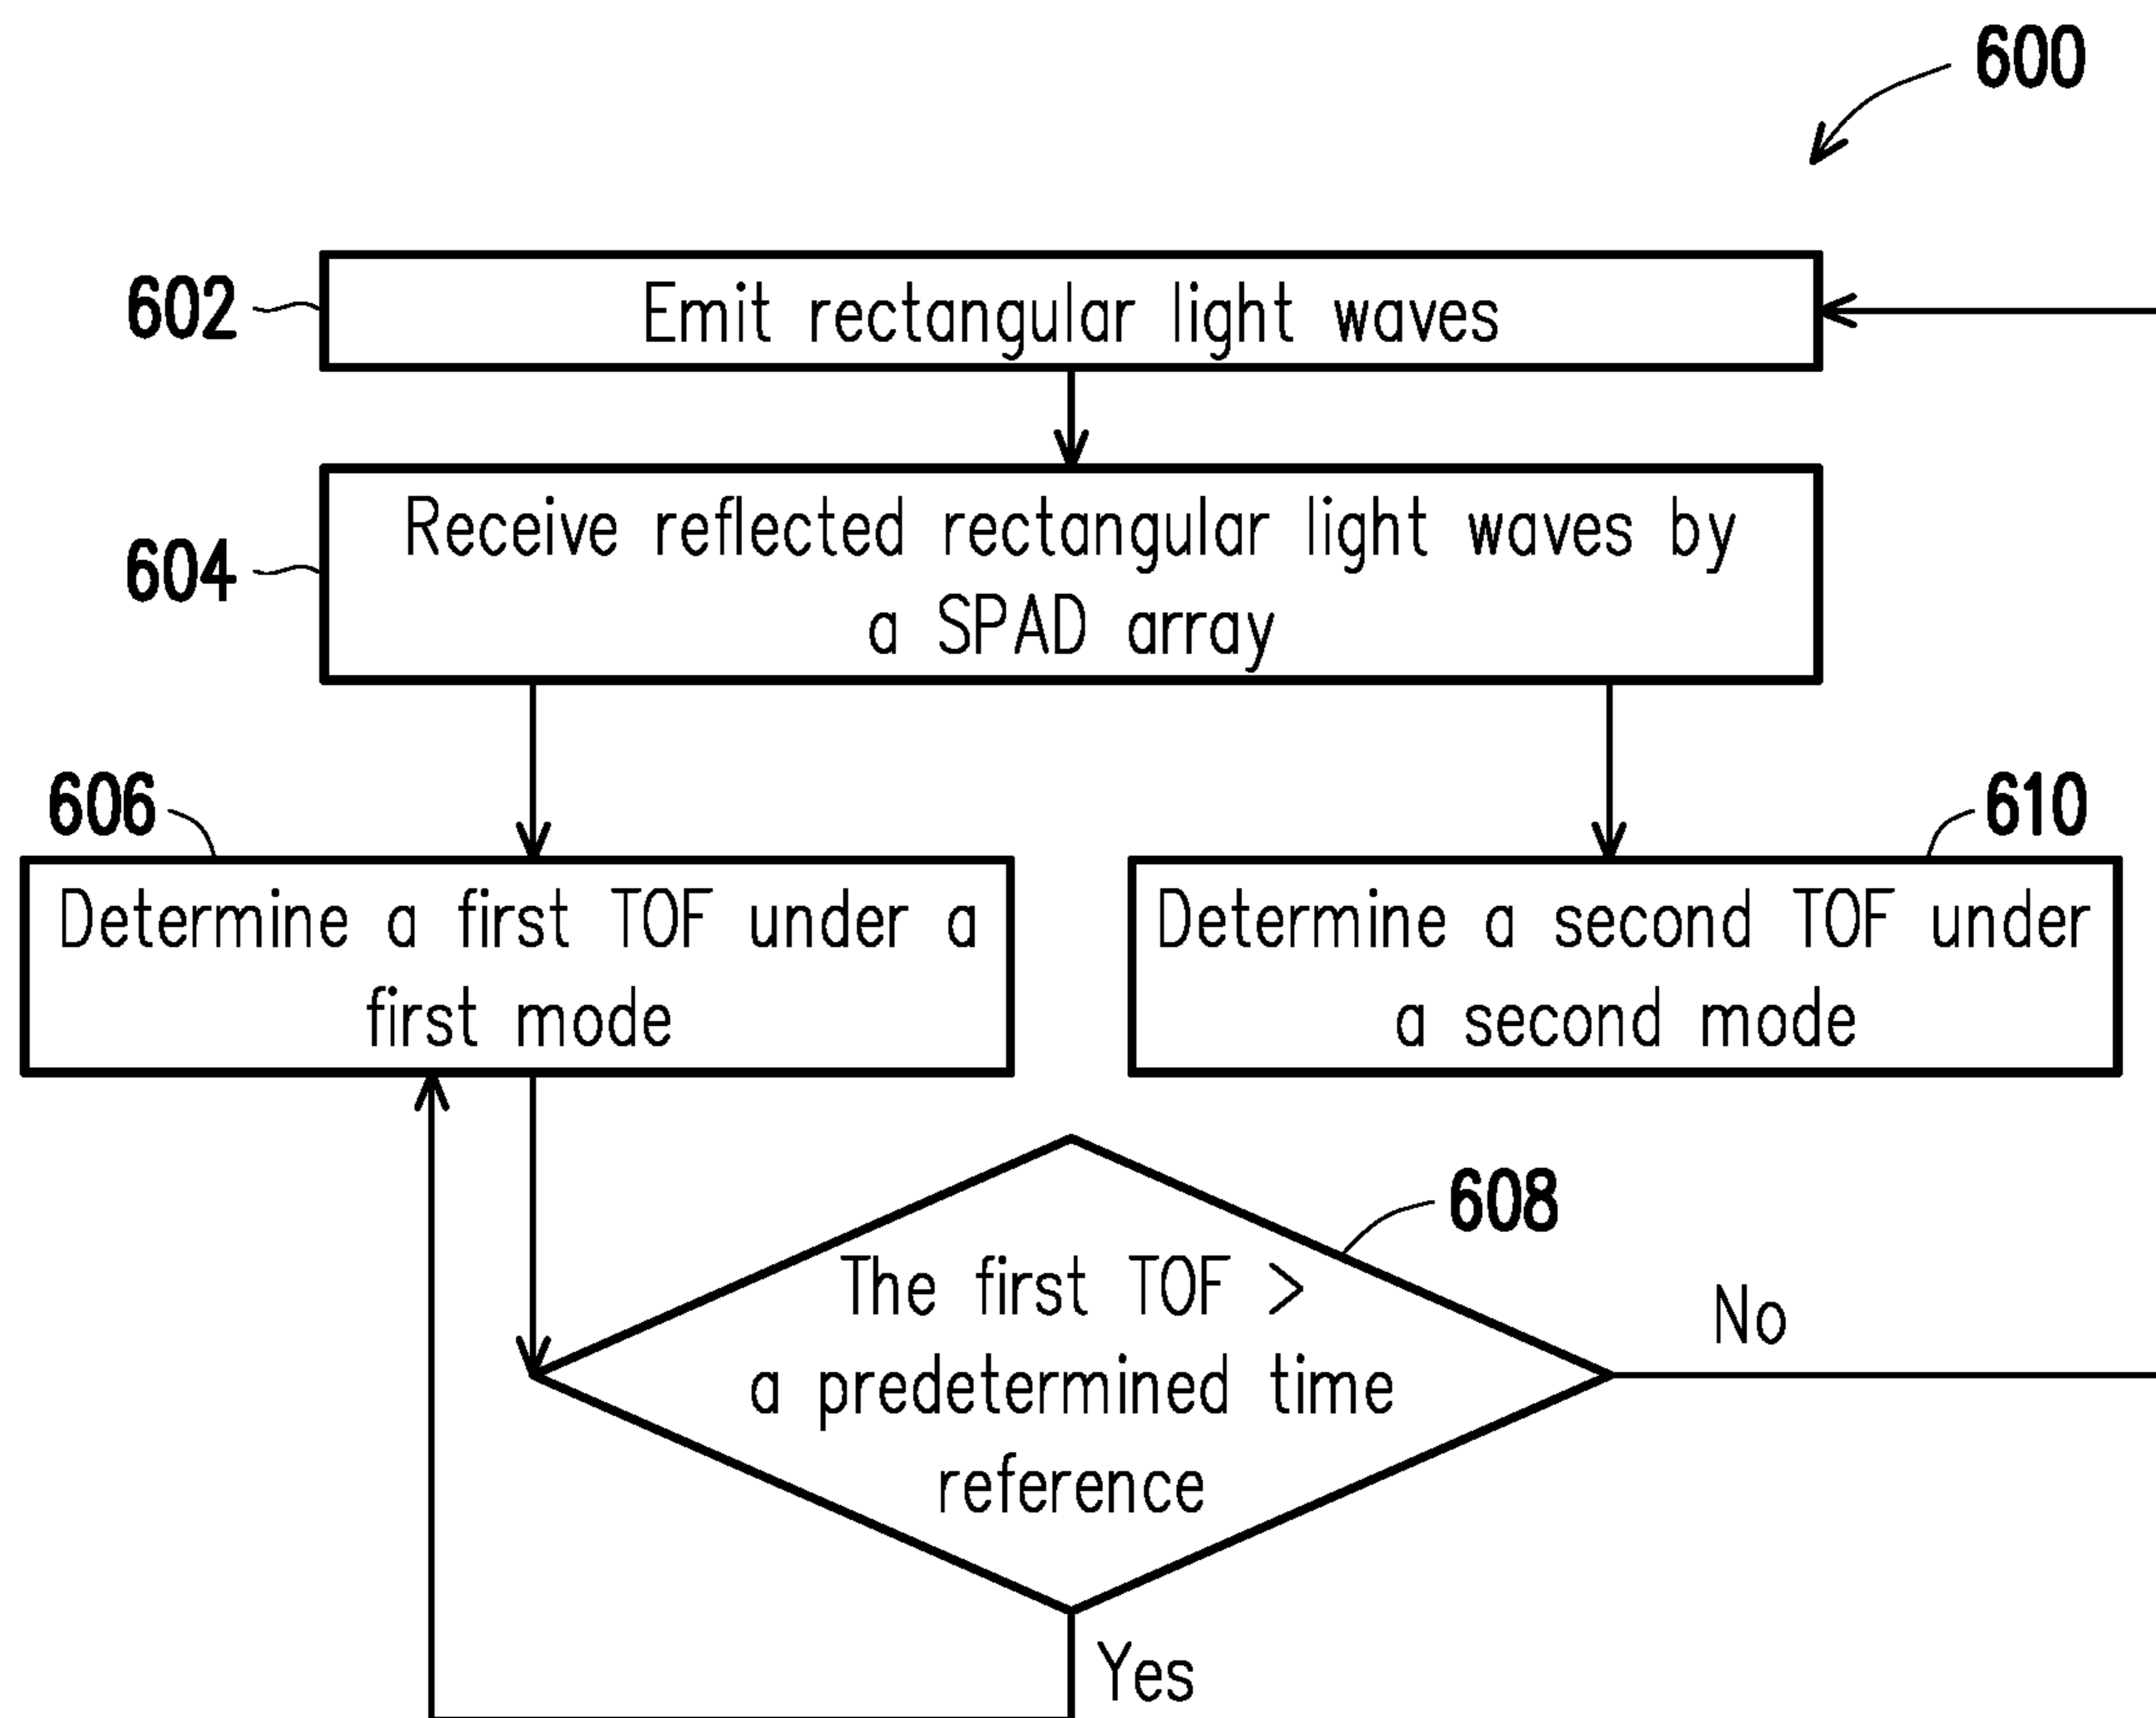 600
602
Emit rectangular light waves
604
Receive reflected rectangular light waves by
a SPAD array
606
Determine a first TOF under a
first mode
610
Determine a second TOF under
a second mode
608
The first TOF >
a predetermined time
reference
No
Yes